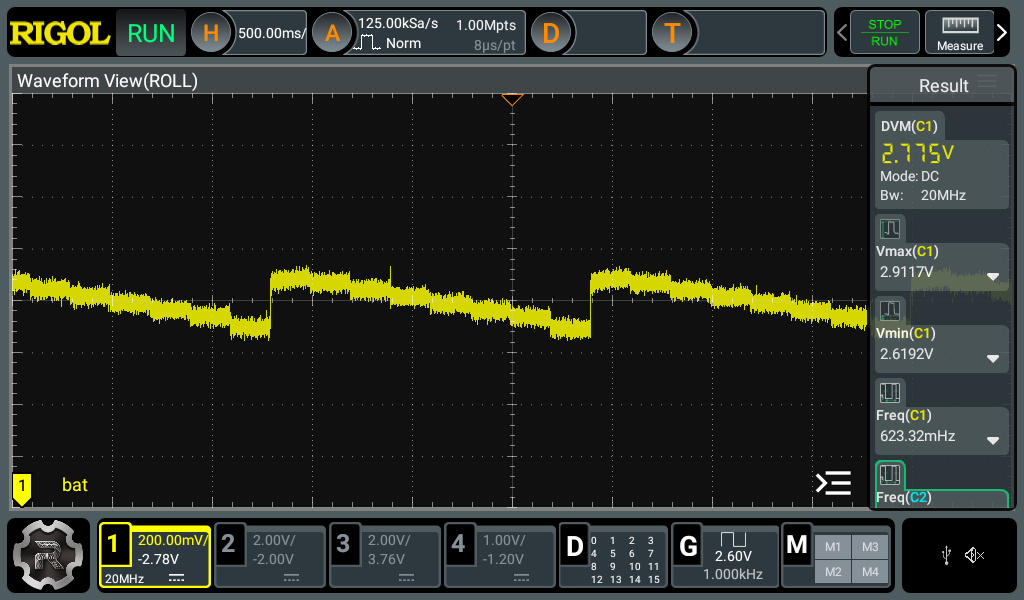 RIGOL RUN H 500.00ms/ A 125.00kSa/s 1.00Mpts D T STOP
Norm 8µs/pt RUN Measure
Waveform View(ROLL) Result
DVM(C1)
2.775V
Mode: DC
Bw: 20MHz
Vmax(C1)
2.9117V
Vmin(C1)
2.6192V
Freq(C1)
623.32mHz
Freq(C2)
1 bat
1 200.00mV/ 2 2.00V/ 3 2.00V/ 4 1.00V/ D 0 1 2 3 G M M1 M3
-2.78V -2.00V 3.76V -1.20V 4 5 6 7 2.60V M2 M4
20MHz 8 9 10 11 1.00kHz
12 13 14 15
R